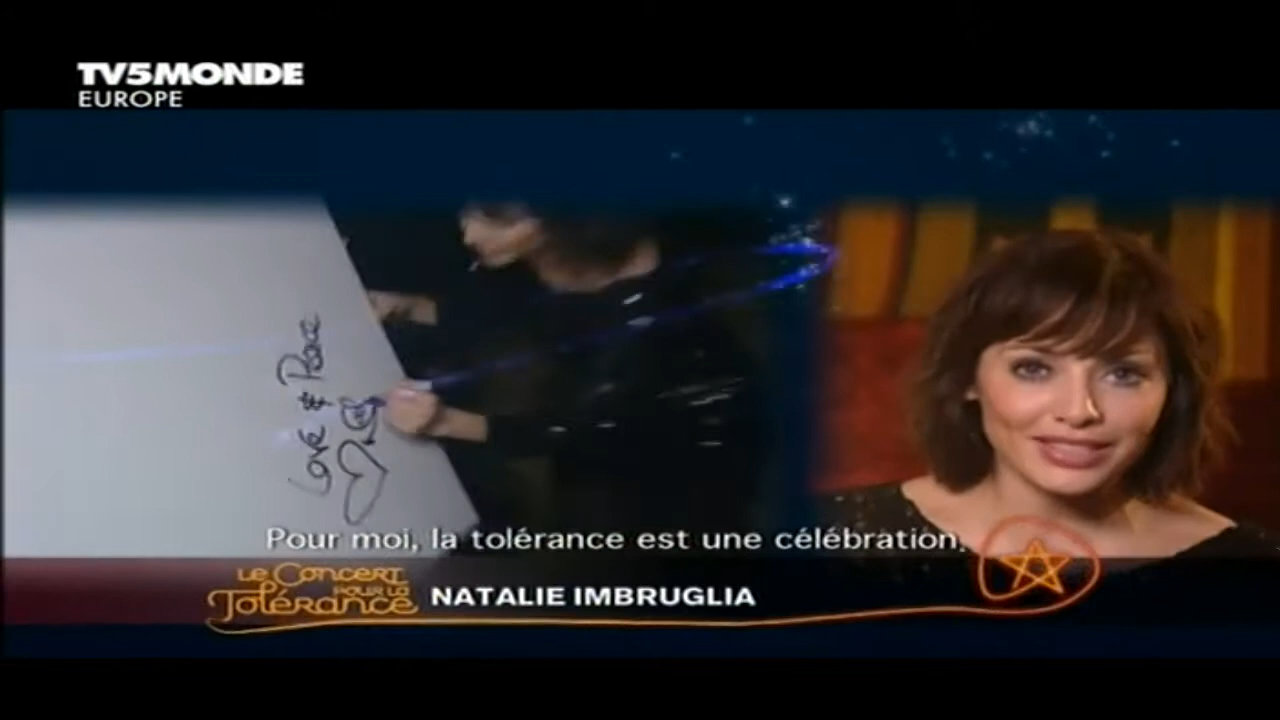 TV5MONDE
EUROPE
Love & Peace
Pour moi, la tolérance est une célébration.
Le Concert
pour la
Tolérance
NATALIE IMBRUGLIA